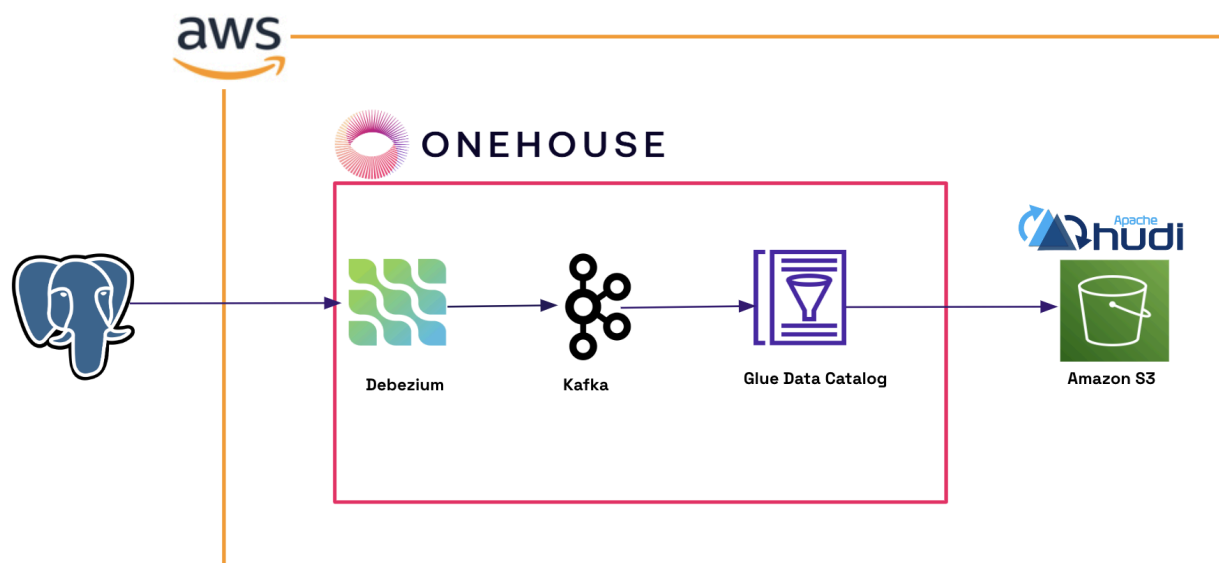 aws
ONEHOUSE
Apache
hudi
Debezium
Kafka
Glue Data Catalog
Amazon S3